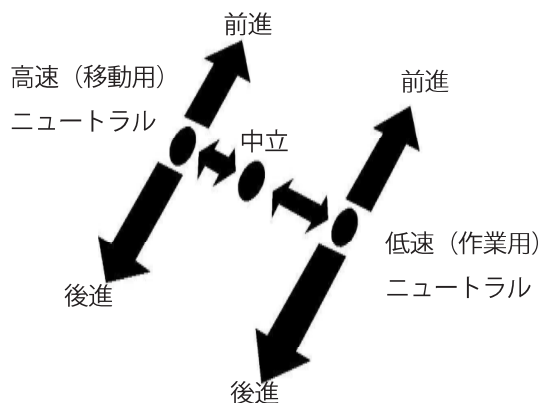 前進
高速（移動用）
ニュートラル
中立
後進
前進
低速（作業用）
ニュートラル
後進